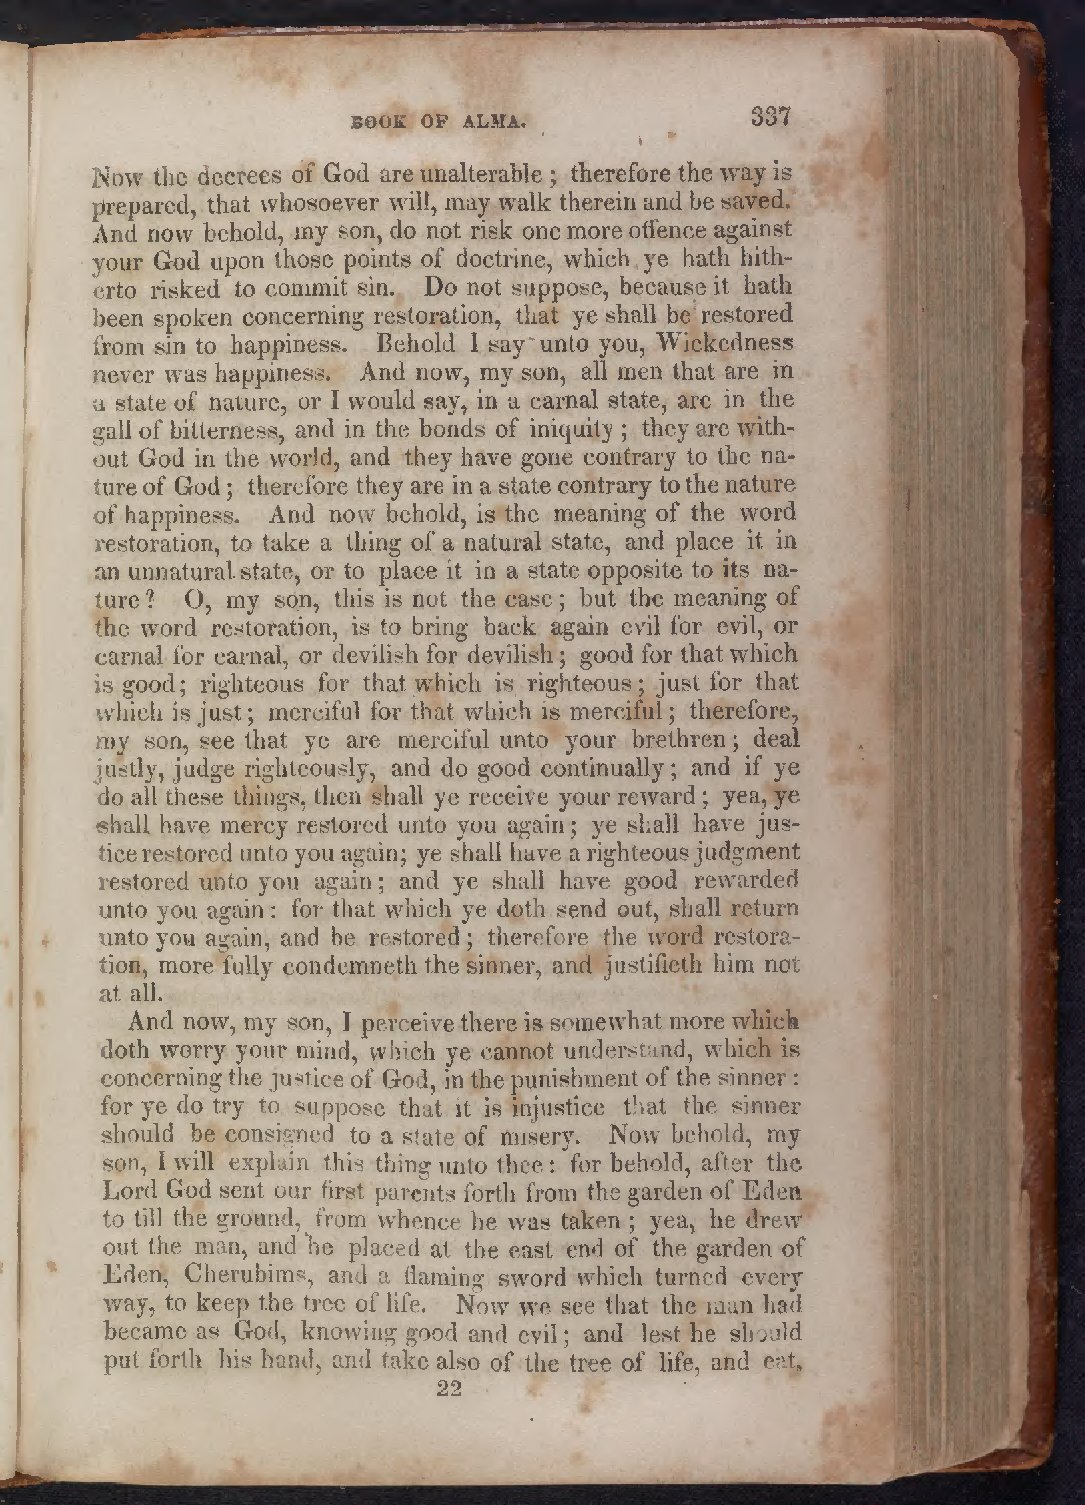 BOOK OF ALMA. 337
Now the decrees of God are unalterable ; therefore the way is
prepared, that whosoever will, may walk therein and be saved.
And now behold, my son, do not risk one more offence against
your God upon those points of doctrine, which ye hath hith-
erto risked to commit sin. Do not suppose, because it hath
been spoken concerning restoration, that ye shall be restored
from sin to happiness. Behold I say unto you, Wickedness
never was happiness. And now, my son, all men that are in
a state of nature, or I would say, in a carnal state, are in the
gall of bitterness, and in the bonds of iniquity ; they are with-
out God in the world, and they have gone contrary to the na-
ture of God ; therefore they are in a state contrary to the nature
of happiness. And now behold, is the meaning of the word
restoration, to take a thing of a natural state, and place it in
an unnatural state, or to place it in a state opposite to its na-
ture ? O, my son, this is not the case ; but the meaning of
the word restoration, is to bring back again evil for evil, or
carnal for carnal, or devilish for devilish ; good for that which
is good ; righteous for that which is righteous ; just for that
which is just ; merciful for that which is merciful ; therefore,
my son, see that ye are merciful unto your brethren ; deal
justly, judge righteously, and do good continually ; and if ye
do all these things, then shall ye receive your reward ; yea, ye
shall have mercy restored unto you again ; ye shall have jus-
tice restored unto you again; ye shall have a righteous judgment
restored unto you again ; and ye shall have good rewarded
unto you again : for that which ye doth send out, shall return
unto you again, and be restored ; therefore the word restora-
tion, more fully condemneth the sinner, and justifieth him not
at all.
And now, my son, I perceive there is somewhat more which
doth worry your mind, which ye cannot understand, which is
concerning the justice of God, in the punishment of the sinner :
for ye do try to suppose that it is injustice that the sinner
should be consigned to a state of misery. Now behold, my
son, I will explain this thing unto thee : for behold, after the
Lord God sent our first parents forth from the garden of Eden
to till the ground, from whence he was taken ; yea, he drew
out the man, and he placed at the east end of the garden of
Eden, Cherubims, and a flaming sword which turned every
way, to keep the tree of life. Now we see that the man had
became as God, knowing good and evil ; and lest he should
put forth his hand, and take also of the tree of life, and eat,
22